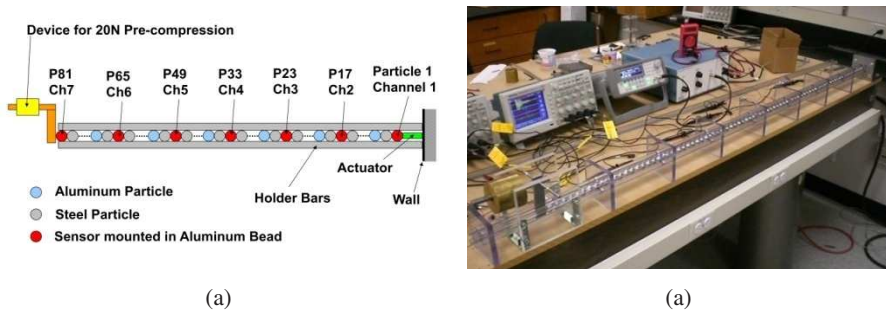 Device for 20N Pre-compression
P81 P65 P49 P33 P23 P17 Particle 1
Ch7 Ch6 Ch5 Ch4 Ch3 Ch2 Channel 1
Actuator
Holder Bars
Wall
Aluminum Particle
Steel Particle
Sensor mounted in Aluminum Bead
(a)
(a)